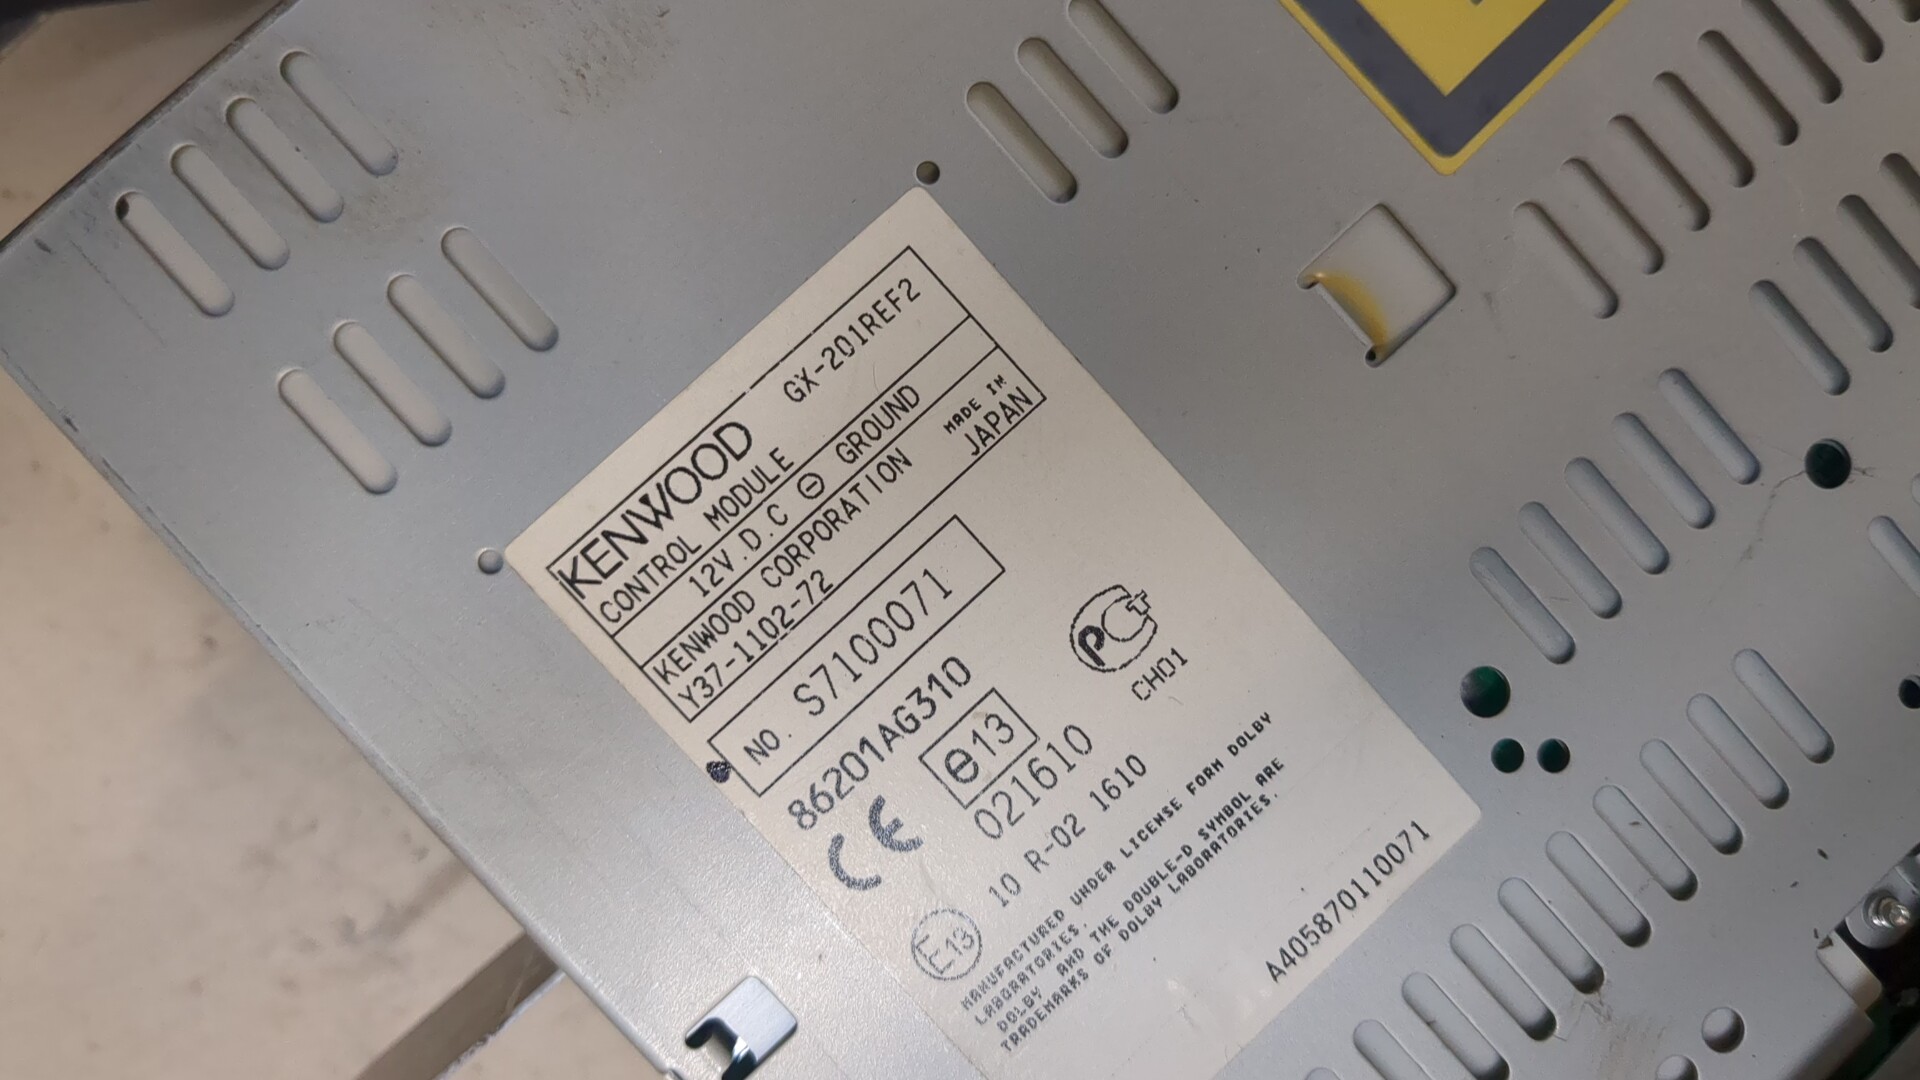 KENWOOD GX-201REF2
CONTROL MODULE
12V.D.C ⊖ GROUND
KENWOOD CORPORATION MADE IN
Y37-1102-72 JAPAN
NO. S7100071
86201AG310
CE e13 PCT
021610 CH01
E13 10 R-02 1610
MANUFACTURED UNDER LICENSE FORM DOLBY
LABORATORIES.
DOLBY AND THE DOUBLE-D SYMBOL ARE
TRADEMARKS OF DOLBY LABORATORIES.
A405870110071